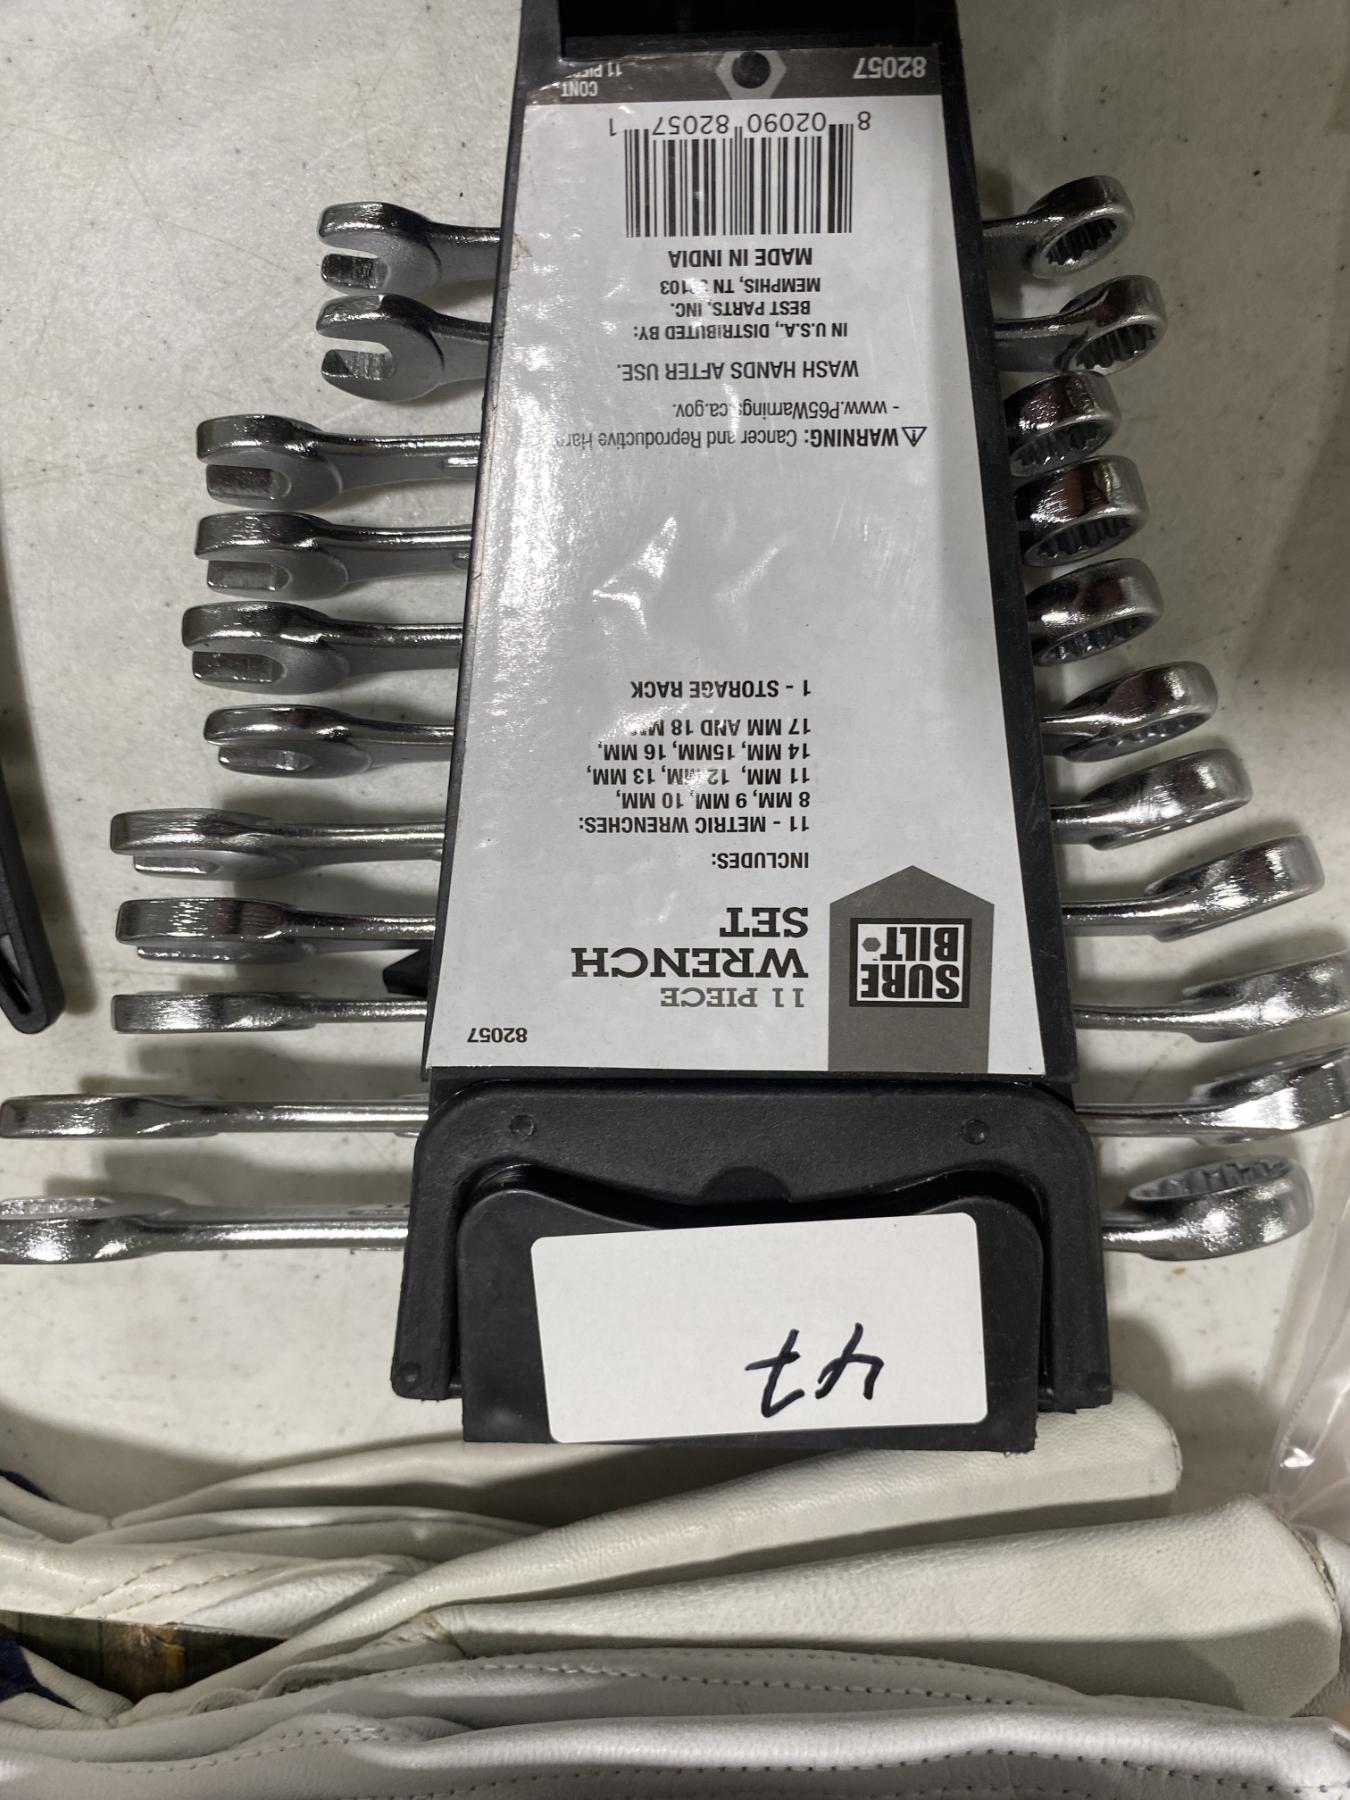 47
82057
11 PIECE
WRENCH
SET
SURE
BILT
INCLUDES:
11 - METRIC WRENCHES:
8 MM, 9 MM, 10 MM,
11 MM, 12 MM, 13 MM,
14 MM, 15MM, 16 MM,
17 MM AND 18 MM.
1 - STORAGE RACK
WARNING: Cancer and Reproductive
- www.P65Warnings.ca.gov.
WASH HANDS AFTER USE.
IN U.S.A., DISTRIBUTED BY:
BEST PARTS, INC.
MEMPHIS, TN
MADE IN INDIA
8 02090 82057 1
82057
CONT
11